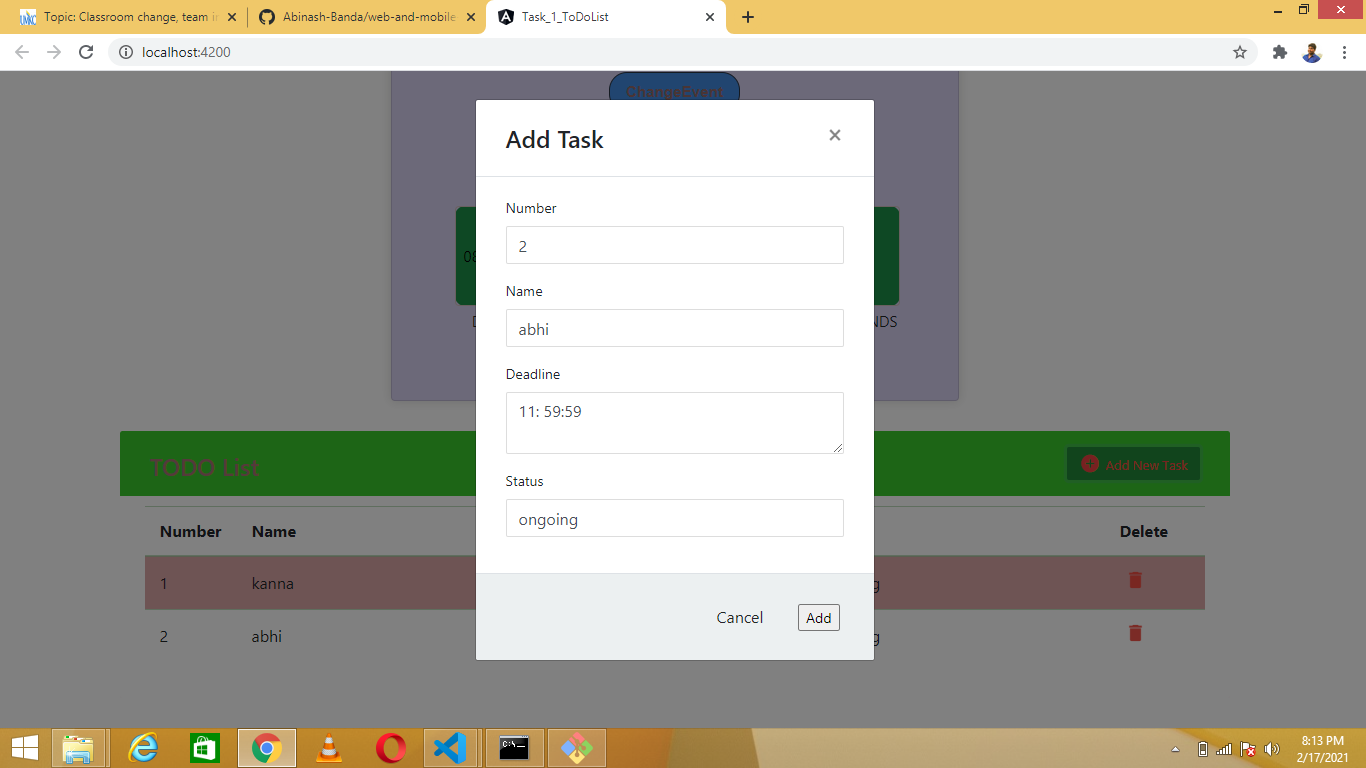 Topic: Classroom change, team i
Abinash-Banda/web-and-mobile
Task_1_ToDoList
localhost:4200
ChangeEvent
Add Task
×
Number
2
08
Name
abhi
D
NDS
Deadline
11: 59:59
TODO List
Add New Task
Status
ongoing
Number Name Delete
1 kanna g
Cancel Add
2 abhi g
8:13 PM
2/17/2021